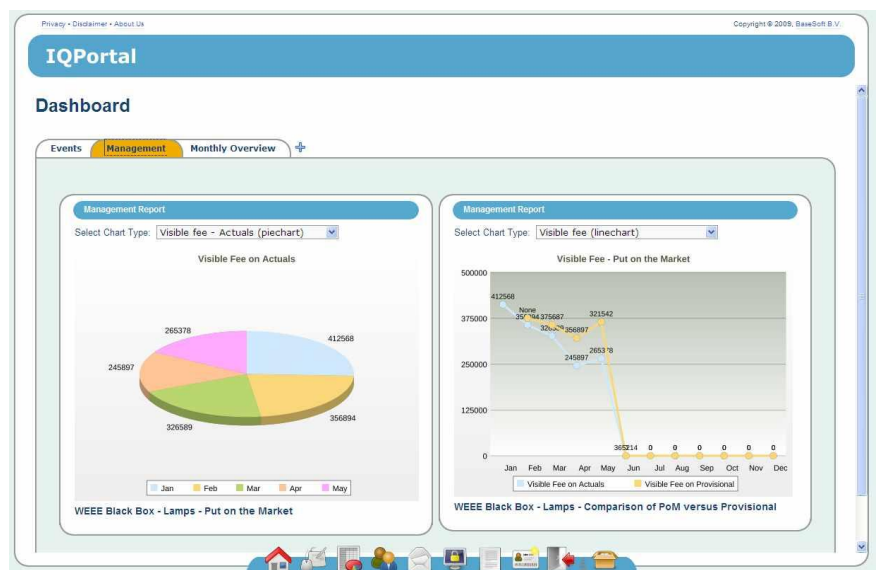 Privacy • Disclaimer • About Us
Copyright © 2009, BaseSoft B.V.
IQPortal
Dashboard
Events
Management
Monthly Overview
Management Report
Select Chart Type: Visible fee - Actuals (piechart)
Visible Fee on Actuals
265378
412568
245897
356894
326589
Jan
Feb
Mar
Apr
May
WEEE Black Box - Lamps - Put on the Market
Management Report
Select Chart Type: Visible fee (linechart)
Visible Fee - Put on the Market
500000
412568
None
321542
375687
375000
356897
265378
245897
250000
125000
0
0 0 0 0 0 0
Jan Feb Mar Apr May Jun Jul Aug Sep Oct Nov Dec
Visible Fee on Actuals
Visible Fee on Provisional
WEEE Black Box - Lamps - Comparison of PoM versus Provisional